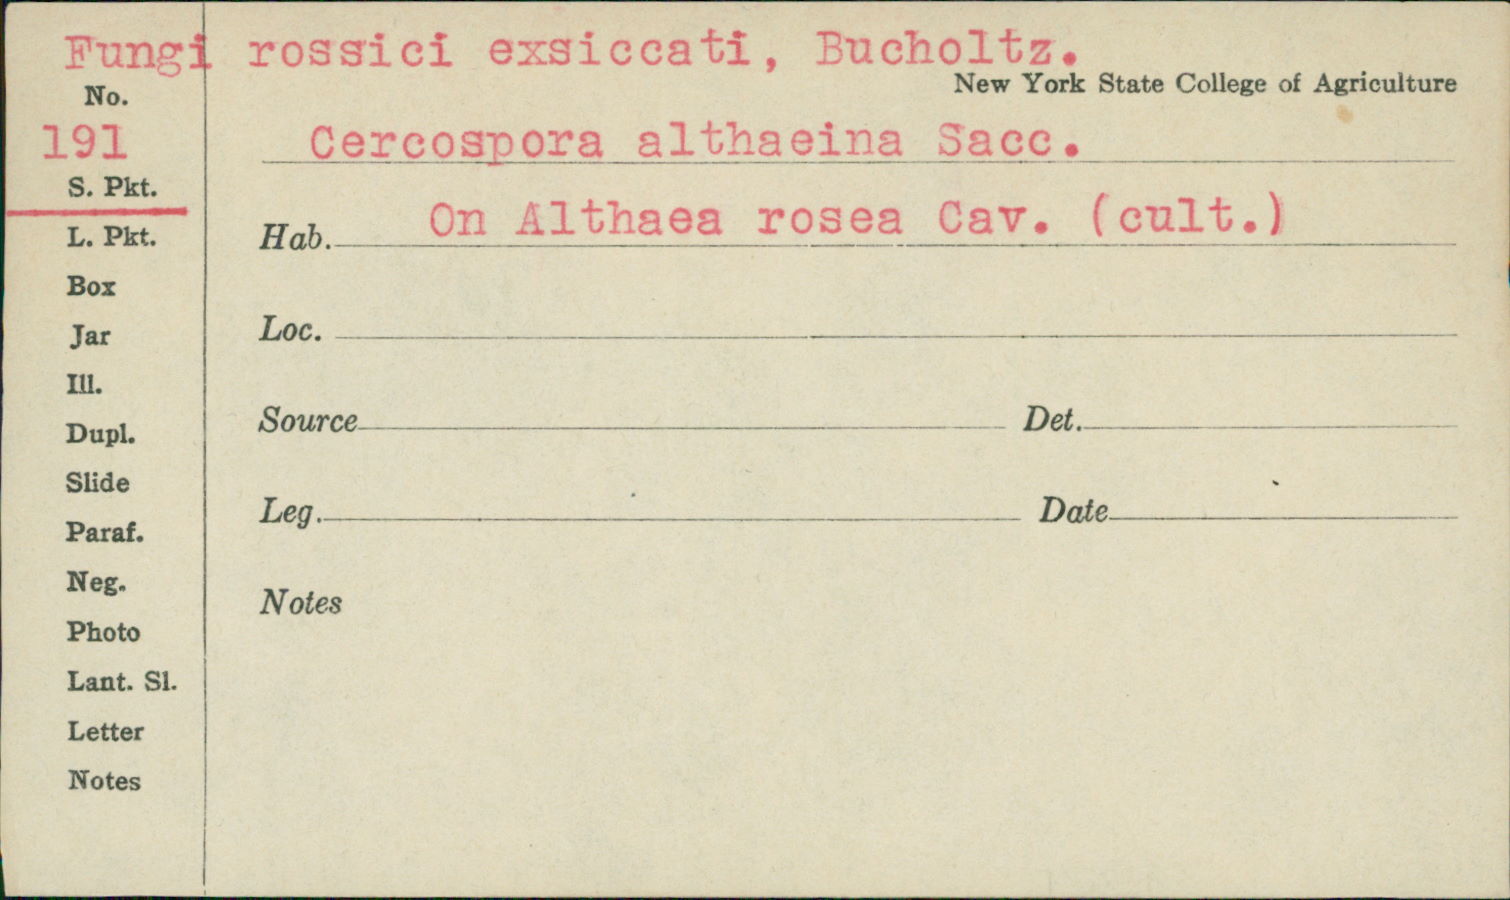 Fungi rossici exsiccati, Bucholtz.
New York State College of Agriculture
No.
191
Cercospora althaeina Sacc.
S. Pkt.
Hab. On Althaea rosea Cav. (cult.)
L. Pkt.
Box
Loc.
Jar
Ill.
Source Det.
Dupl.
Slide
Leg. Date
Paraf.
Neg.
Notes
Photo
Lant. Sl.
Letter
Notes